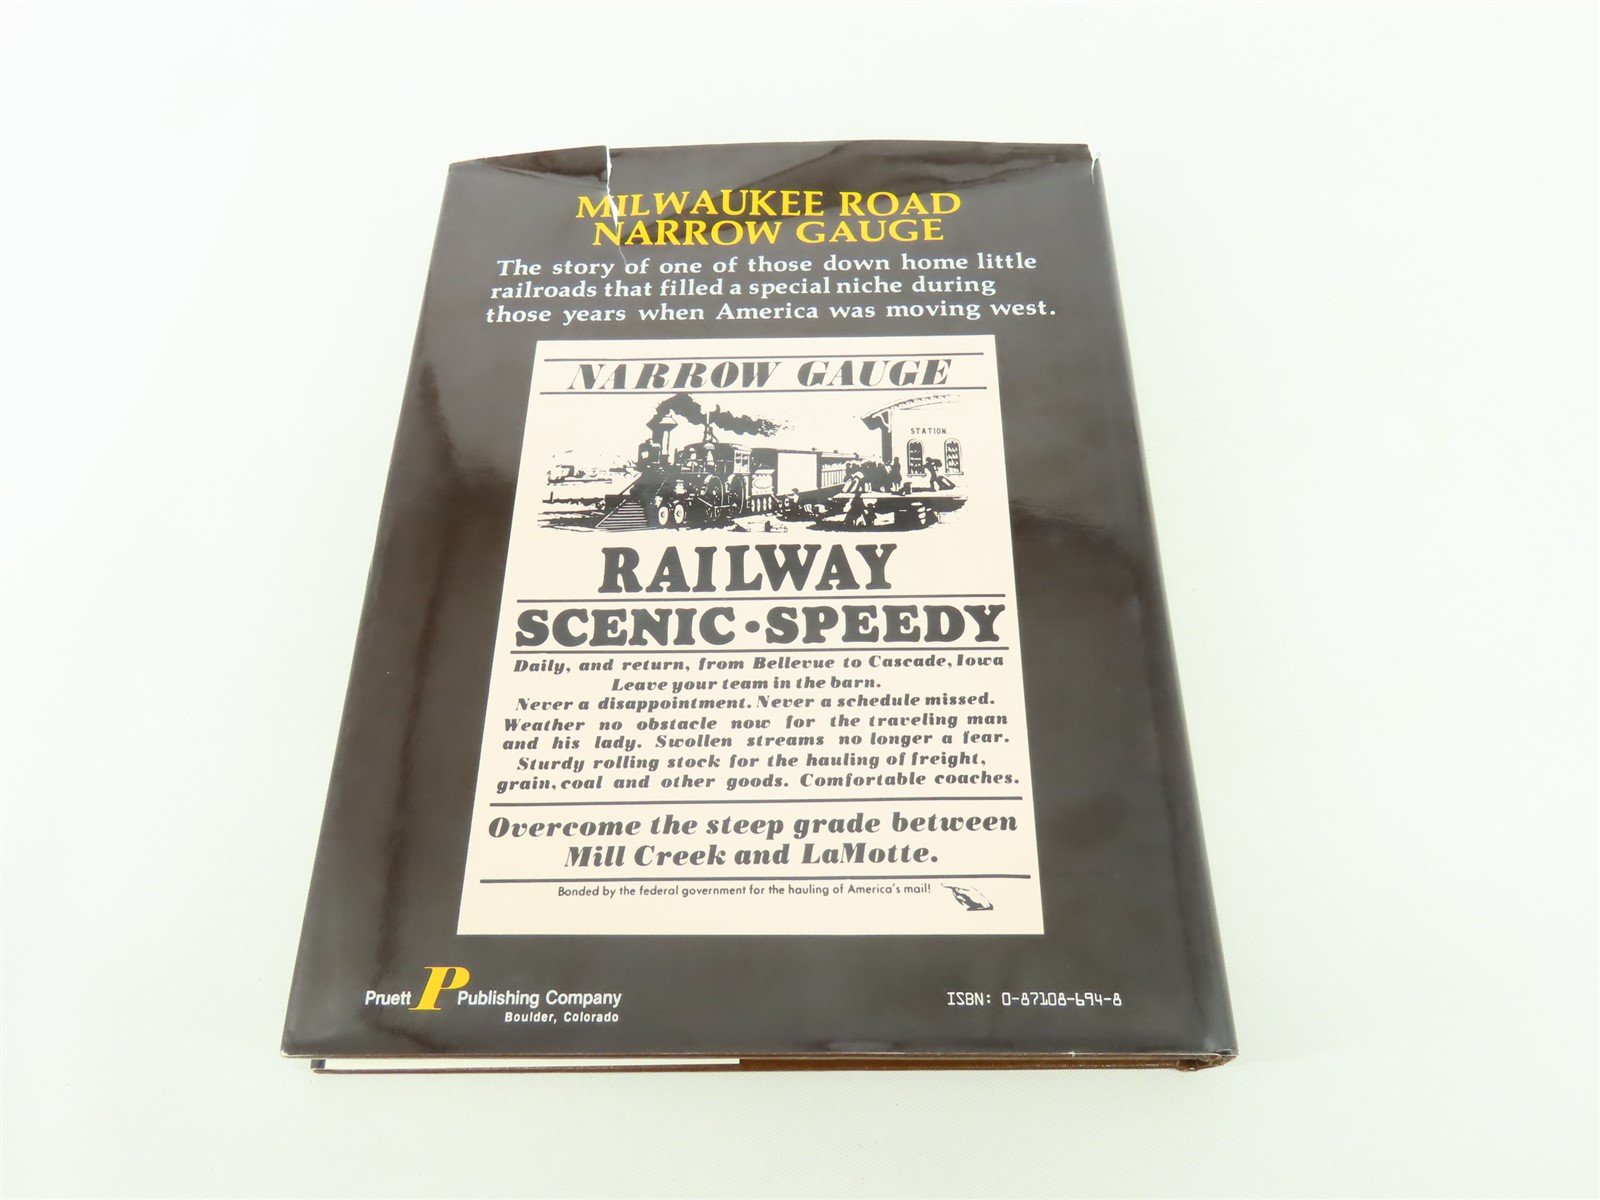 MILWAUKEE ROAD
NARROW GAUGE
The story of one of those down home little
railroads that filled a special niche during
those years when America was moving west.
NARROW GAUGE
STATION
RAILWAY
SCENIC • SPEEDY
Daily, and return, from Bellevue to Cascade, Iowa
Leave your team in the barn.
Never a disappointment. Never a schedule missed.
Weather no obstacle now for the traveling man
and his lady. Swollen streams no longer a fear.
Sturdy rolling stock for the hauling of freight,
grain, coal and other goods. Comfortable coaches.
Overcome the steep grade between
Mill Creek and LaMotte.
Bonded by the federal government for the hauling of America's mail!
Pruett P Publishing Company
Boulder, Colorado
ISBN: 0-87108-694-8